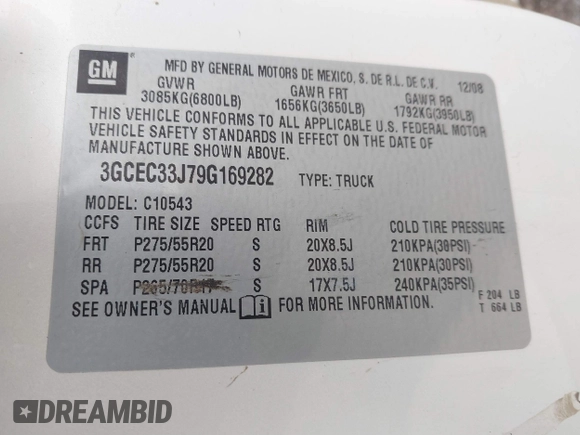 GM
MFD BY GENERAL MOTORS DE MEXICO, S. DE R.L. DE C.V. 12/08
GVWR GAWR FRT GAWR RR
3085KG(6800LB) 1656KG(3650LB) 1792KG(3950LB)
THIS VEHICLE CONFORMS TO ALL APPLICABLE U.S. FEDERAL MOTOR
VEHICLE SAFETY STANDARDS IN EFFECT ON THE DATE OF
MANUFACTURE SHOWN ABOVE.
3GCEC33J79G169282 TYPE: TRUCK
MODEL: C10543
CCFS TIRE SIZE SPEED RTG RIM COLD TIRE PRESSURE
FRT P275/55R20 S 20X8.5J 210KPA(30PSI)
RR P275/55R20 S 20X8.5J 210KPA(30PSI)
SPA P265/70R17 S 17X7.5J 240KPA(35PSI)
SEE OWNER'S MANUAL i FOR MORE INFORMATION.
F 204 LB
T 664 LB
DREAMBID